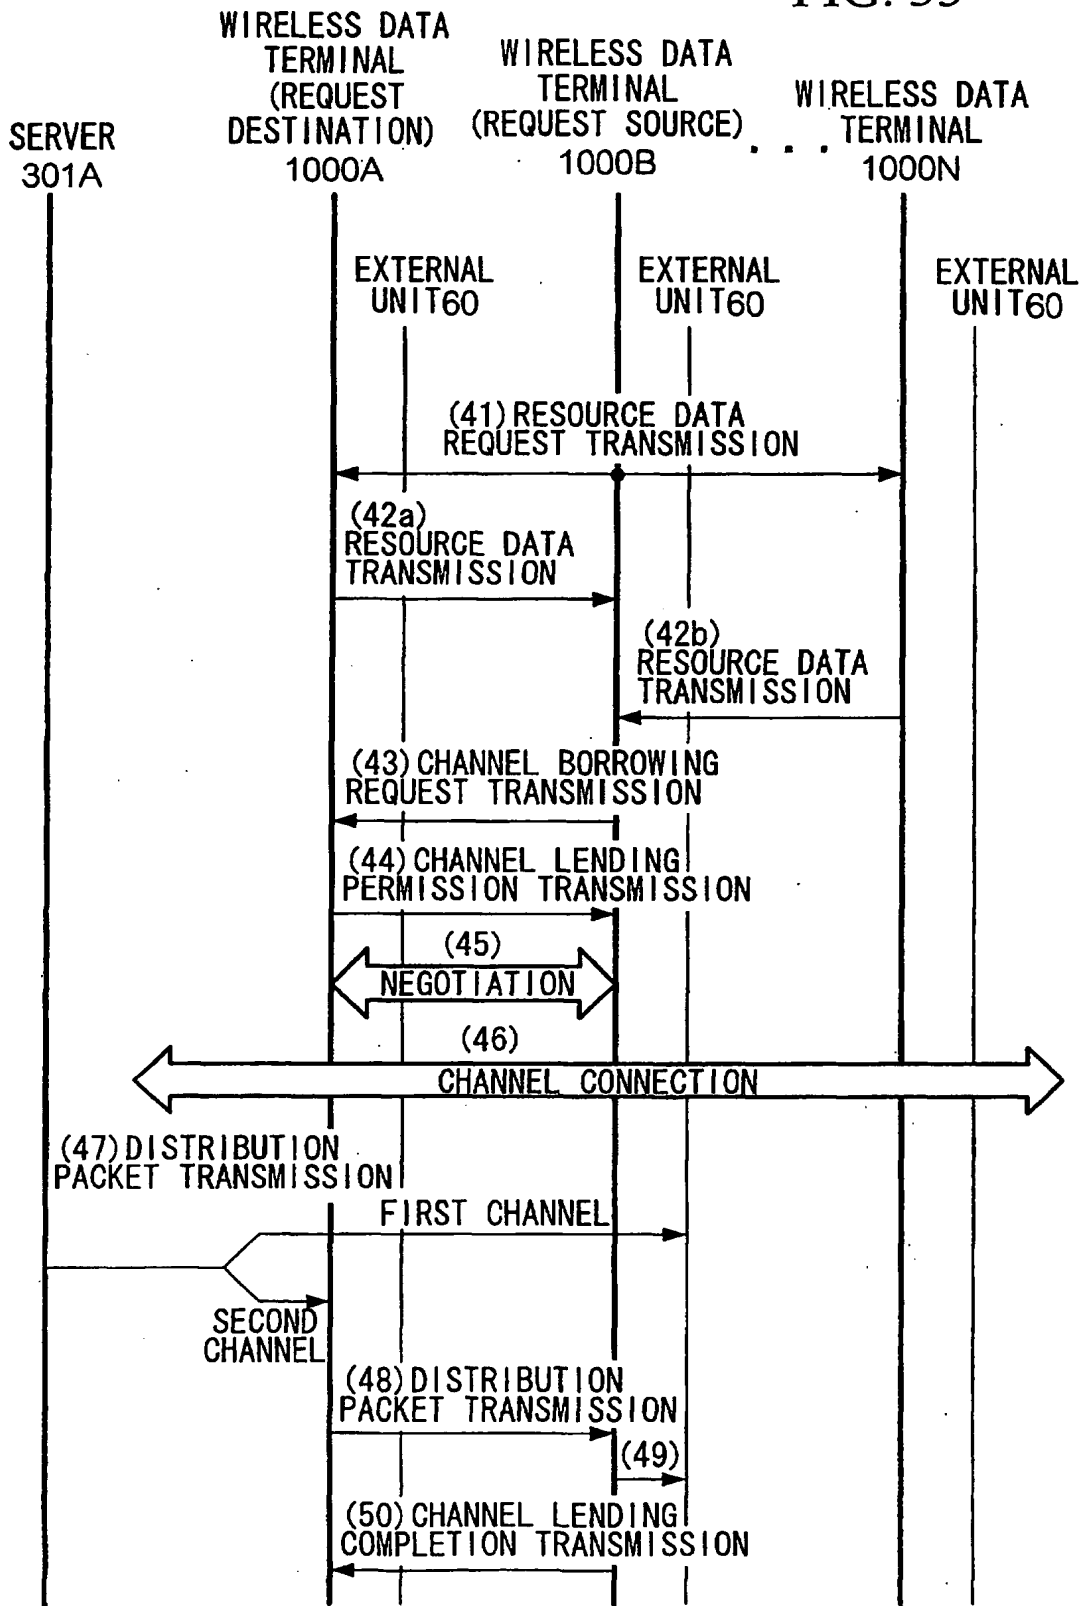 FIG. 35
WIRELESS DATA
TERMINAL
(REQUEST
DESTINATION)
1000A
WIRELESS DATA
TERMINAL
(REQUEST SOURCE)
1000B
...
WIRELESS DATA
TERMINAL
1000N
SERVER
301A
EXTERNAL
UNIT60
EXTERNAL
UNIT60
EXTERNAL
UNIT60
(41)RESOURCE DATA
REQUEST TRANSMISSION
(42a)
RESOURCE DATA
TRANSMISSION
(42b)
RESOURCE DATA
TRANSMISSION
(43)CHANNEL BORROWING
REQUEST TRANSMISSION
(44)CHANNEL LENDING
PERMISSION TRANSMISSION
(45)
NEGOTIATION
(46)
CHANNEL CONNECTION
(47)DISTRIBUTION
PACKET TRANSMISSION
FIRST CHANNEL
SECOND
CHANNEL
(48)DISTRIBUTION
PACKET TRANSMISSION
(49)
(50)CHANNEL LENDING
COMPLETION TRANSMISSION